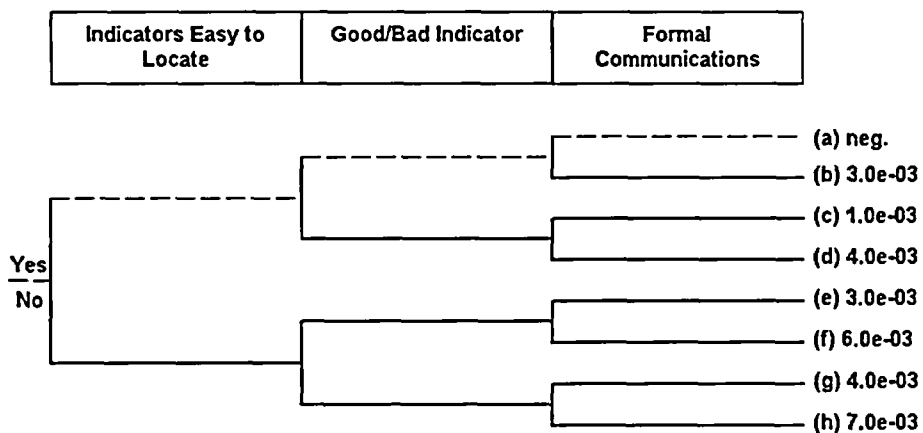 Indicators Easy to
Locate
Good/Bad Indicator
Formal
Communications
(a) neg.
(b) 3.0e-03
(c) 1.0e-03
(d) 4.0e-03
Yes
No
(e) 3.0e-03
(f) 6.0e-03
(g) 4.0e-03
(h) 7.0e-03